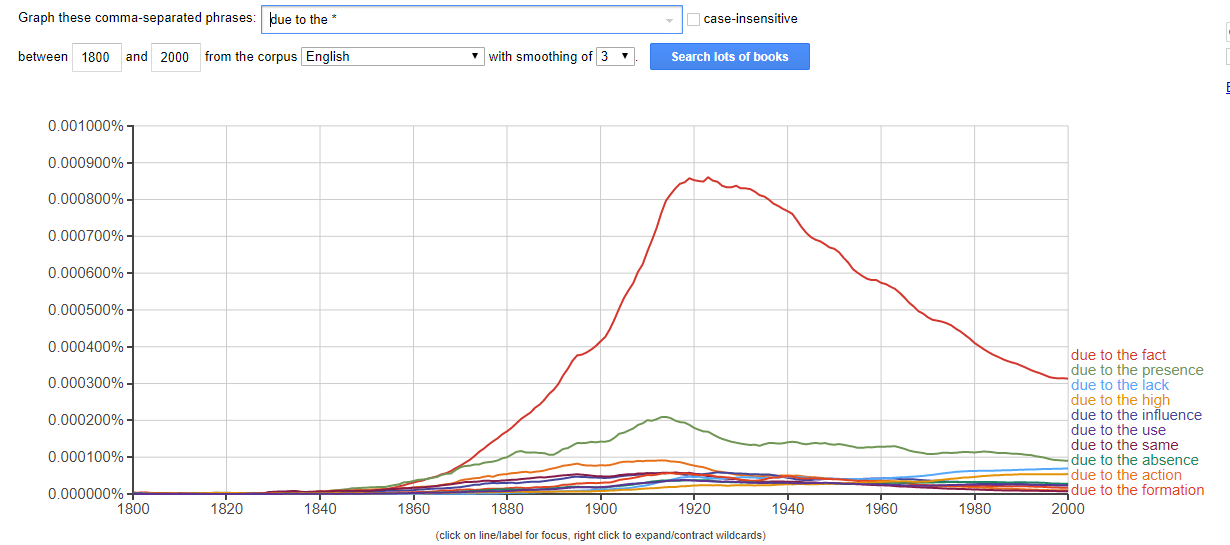 Graph these comma-separated phrases: due to the * case-insensitive
between 1800 and 2000 from the corpus English with smoothing of 3 . Search lots of books
0.001000%
0.000900%
0.000800%
0.000700%
0.000600%
0.000500%
0.000400%
0.000300%
0.000200%
0.000100%
0.000000%
due to the fact
due to the presence
due to the lack
due to the high
due to the influence
due to the use
due to the same
due to the absence
due to the action
due to the formation
1800 1820 1840 1860 1880 1900 1920 1940 1960 1980 2000
(click on line/label for focus, right click to expand/contract wildcards)